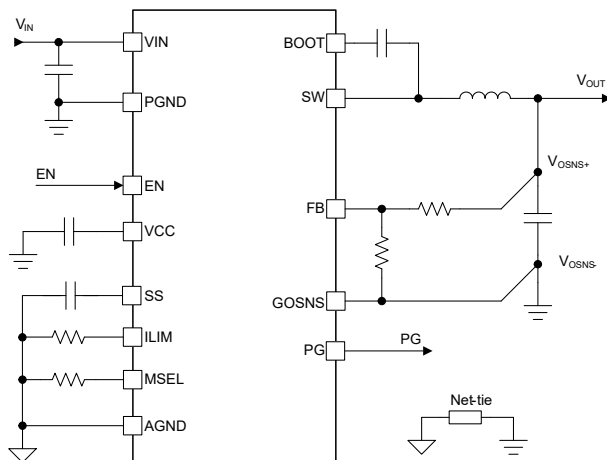 VIN
VIN
PGND
EN
EN
VCC
SS
ILIM
MSEL
AGND
BOOT
SW
FB
GOSNS
PG
PG
VOUT
VOSNS+
VOSNS-
Net-tie